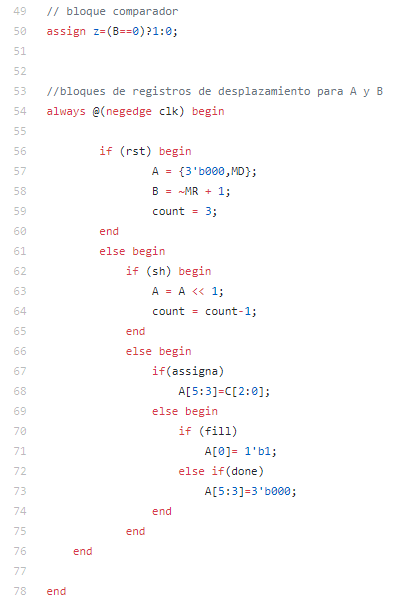 49 // bloque comparador
50 assign z=(B==0)?1:0;
51
52
53 //bloques de registros de desplazamiento para A y B
54 always @(negedge clk) begin
55
56 if (rst) begin
57 A = {3'b000,MD};
58 B = ~MR + 1;
59 count = 3;
60 end
61 else begin
62 if (sh) begin
63 A = A << 1;
64 count = count-1;
65 end
66 else begin
67 if(assigna)
68 A[5:3]=C[2:0];
69 else begin
70 if (fill)
71 A[0]= 1'b1;
72 else if(done)
73 A[5:3]=3'b000;
74 end
75 end
76 end
77
78 end